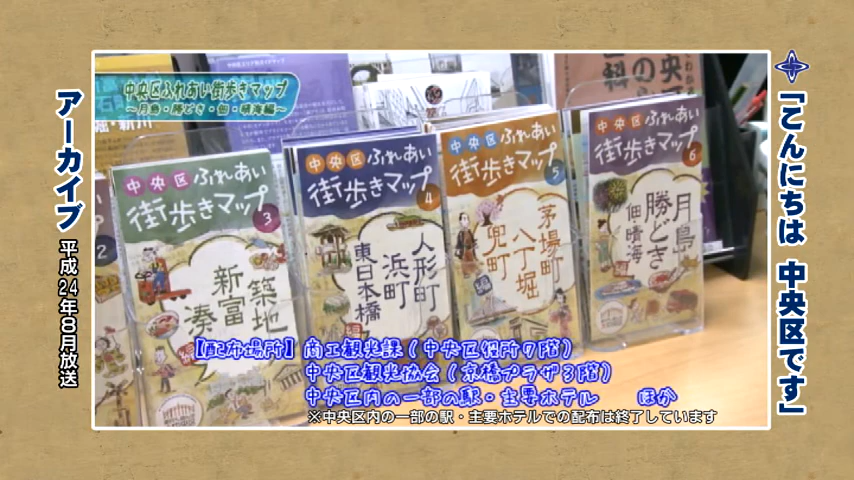 「こんにちは 中央区です」
アーカイブ 平成24年8月放送
中央区ふれあい街歩きマップ
～月島・勝どき・佃・晴海編～
中央区ふれあい
街歩きマップ
3
築地
新富
湊
編
中央区ふれあい
街歩きマップ
4
人形町
浜町
東日本橋
編
中央区ふれあい
街歩きマップ
5
茅場町
八丁堀
兜町
編
中央区ふれあい
街歩きマップ
6
月島
勝どき
佃・晴海
編
2
【配布場所】 商工観光課(中央区役所7階)
中央区観光協会(京橋プラザ3階)
中央区内の一部の駅・主要ホテル ほか
※中央区内の一部の駅・主要ホテルでの配布は終了しています